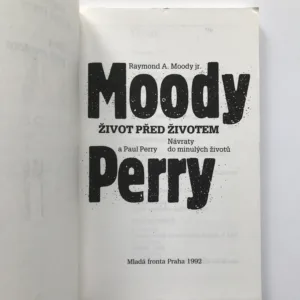 Raymond A. Moody jr.
Moody
ŽIVOT PŘED ŽIVOTEM
a Paul Perry
Návraty
do minulých životů
Perry
Mladá fronta Praha 1992